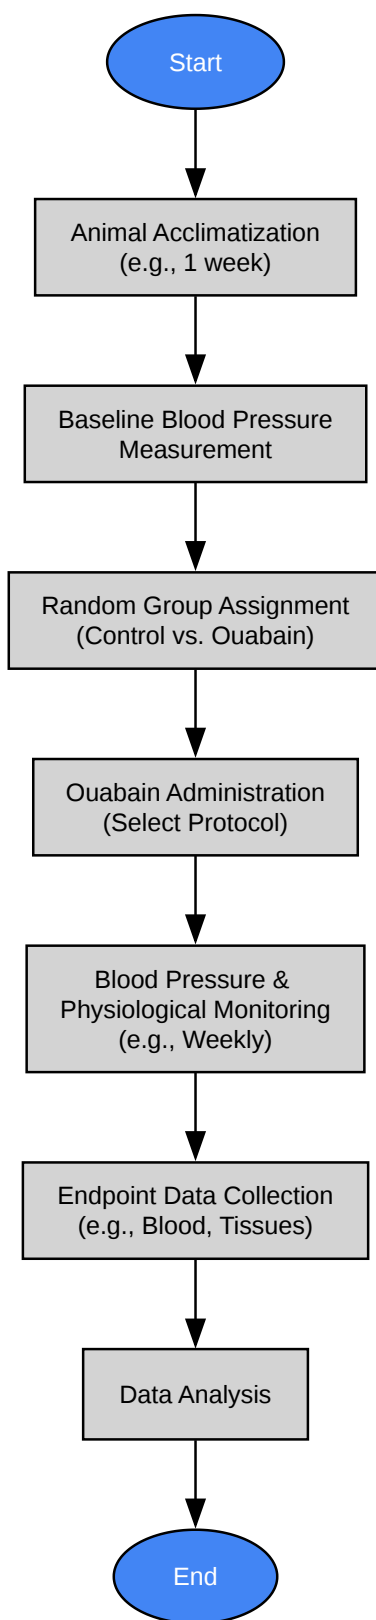 Start
Animal Acclimatization
(e.g., 1 week)
Baseline Blood Pressure
Measurement
Random Group Assignment
(Control vs. Ouabain)
Ouabain Administration
(Select Protocol)
Blood Pressure &
Physiological Monitoring
(e.g., Weekly)
Endpoint Data Collection
(e.g., Blood, Tissues)
Data Analysis
End